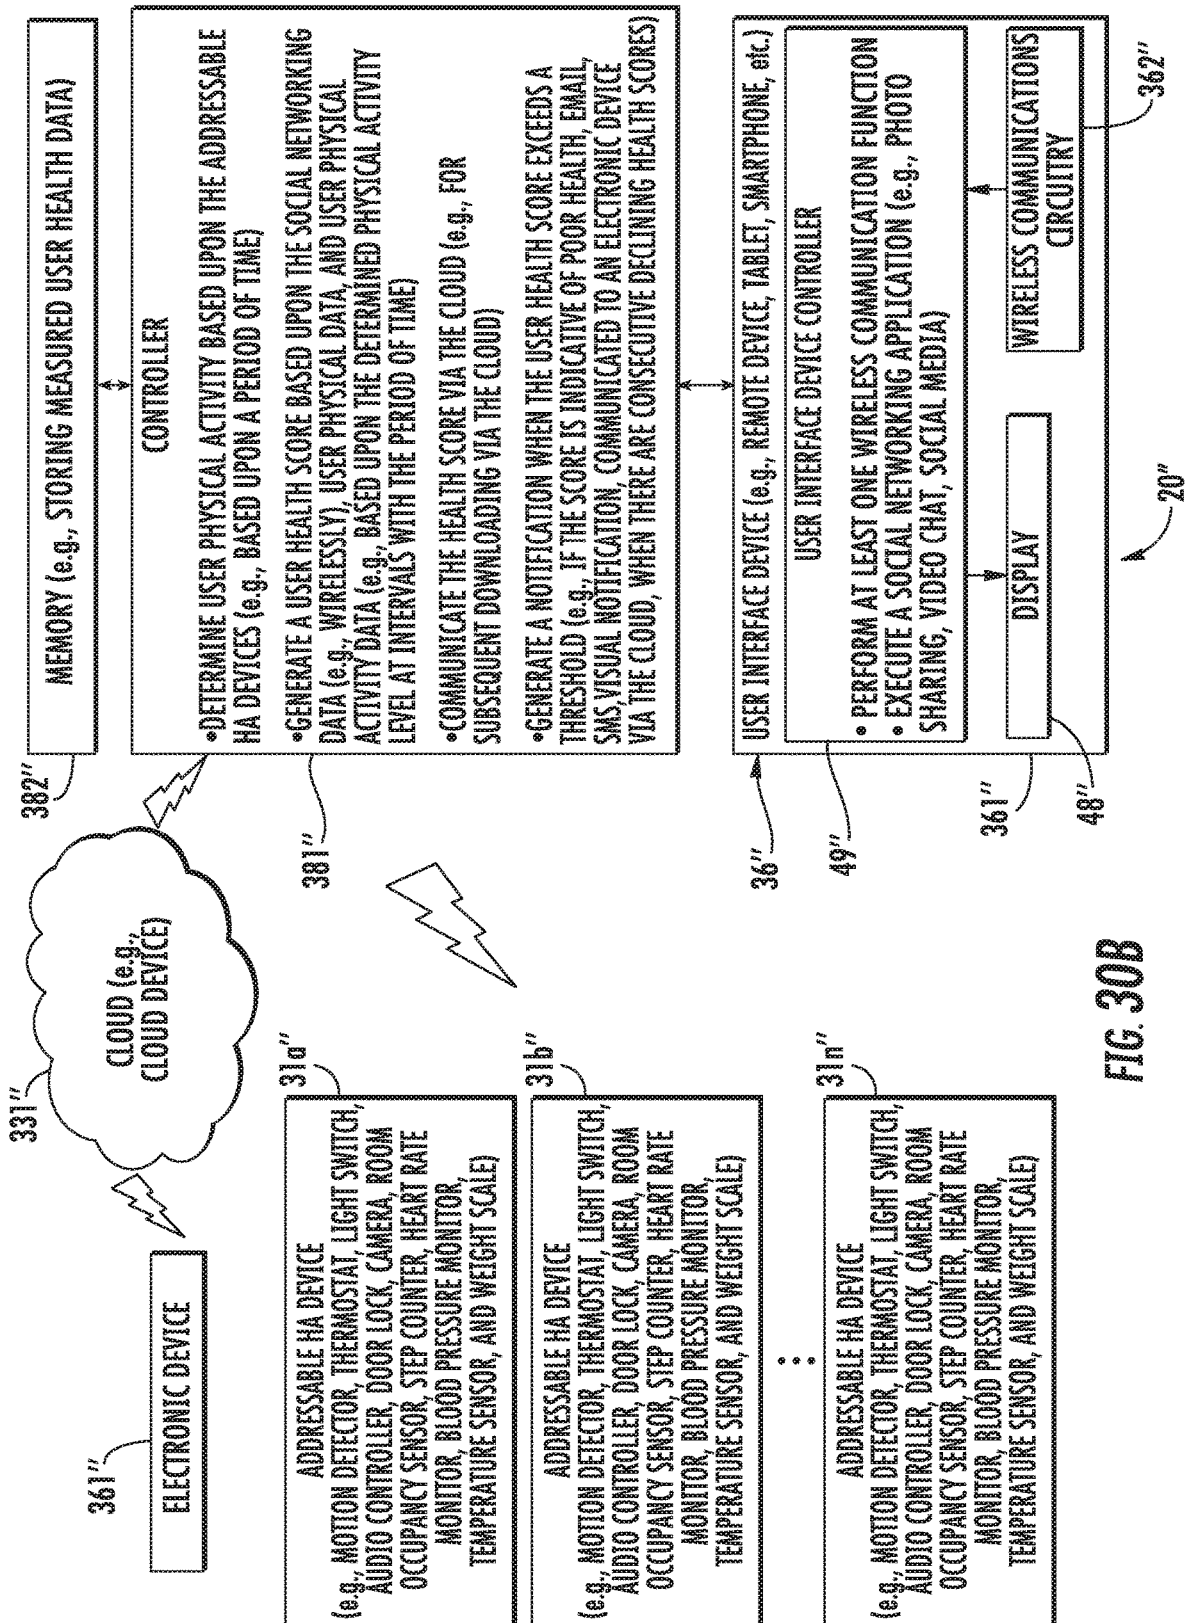 331''
CLOUD (e.g.,
CLOUD DEVICE)
361''
ELECTRONIC DEVICE
31a''
ADDRESSABLE HA DEVICE
(e.g., MOTION DETECTOR, THERMOSTAT, LIGHT SWITCH,
AUDIO CONTROLLER, DOOR LOCK, CAMERA, ROOM
OCCUPANCY SENSOR, STEP COUNTER, HEART RATE
MONITOR, BLOOD PRESSURE MONITOR,
TEMPERATURE SENSOR, AND WEIGHT SCALE)
31b''
ADDRESSABLE HA DEVICE
(e.g., MOTION DETECTOR, THERMOSTAT, LIGHT SWITCH,
AUDIO CONTROLLER, DOOR LOCK, CAMERA, ROOM
OCCUPANCY SENSOR, STEP COUNTER, HEART RATE
MONITOR, BLOOD PRESSURE MONITOR,
TEMPERATURE SENSOR, AND WEIGHT SCALE)
• • •
31n''
ADDRESSABLE HA DEVICE
(e.g., MOTION DETECTOR, THERMOSTAT, LIGHT SWITCH,
AUDIO CONTROLLER, DOOR LOCK, CAMERA, ROOM
OCCUPANCY SENSOR, STEP COUNTER, HEART RATE
MONITOR, BLOOD PRESSURE MONITOR,
TEMPERATURE SENSOR, AND WEIGHT SCALE)
382''
MEMORY (e.g., STORING MEASURED USER HEALTH DATA)
381''
CONTROLLER
•DETERMINE USER PHYSICAL ACTIVITY BASED UPON THE ADDRESSABLE
HA DEVICES (e.g., BASED UPON A PERIOD OF TIME)
•GENERATE A USER HEALTH SCORE BASED UPON THE SOCIAL NETWORKING
DATA (e.g., WIRELESSLY), USER PHYSICAL DATA, AND USER PHYSICAL
ACTIVITY DATA (e.g., BASED UPON THE DETERMINED PHYSICAL ACTIVITY
LEVEL AT INTERVALS WITH THE PERIOD OF TIME)
•COMMUNICATE THE HEALTH SCORE VIA THE CLOUD (e.g., FOR
SUBSEQUENT DOWNLOADING VIA THE CLOUD)
•GENERATE A NOTIFICATION WHEN THE USER HEALTH SCORE EXCEEDS A
THRESHOLD (e.g., IF THE SCORE IS INDICATIVE OF POOR HEALTH, EMAIL,
SMS, VISUAL NOTIFICATION, COMMUNICATED TO AN ELECTRONIC DEVICE
VIA THE CLOUD, WHEN THERE ARE CONSECUTIVE DECLINING HEALTH SCORES)
36''
USER INTERFACE DEVICE (e.g., REMOTE DEVICE, TABLET, SMARTPHONE, etc.)
49''
USER INTERFACE DEVICE CONTROLLER
• PERFORM AT LEAST ONE WIRELESS COMMUNICATION FUNCTION
• EXECUTE A SOCIAL NETWORKING APPLICATION (e.g., PHOTO
SHARING, VIDEO CHAT, SOCIAL MEDIA)
361''
48''
DISPLAY
WIRELESS COMMUNICATIONS
CIRCUITRY
362''
20''
FIG. 30B